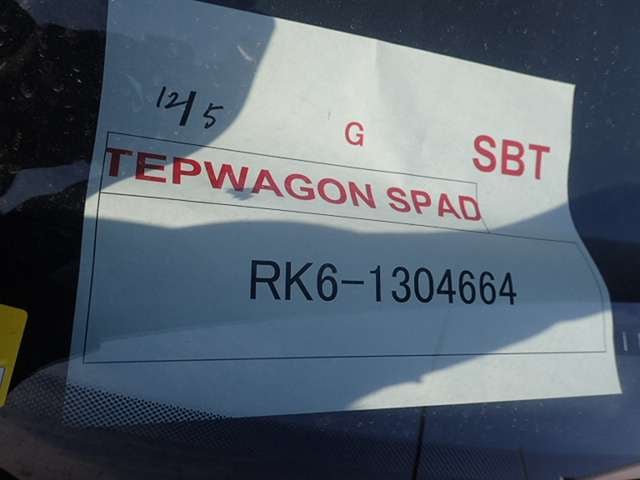 12/5
G
SBT
TEPWAGON SPAD
RK6-1304664